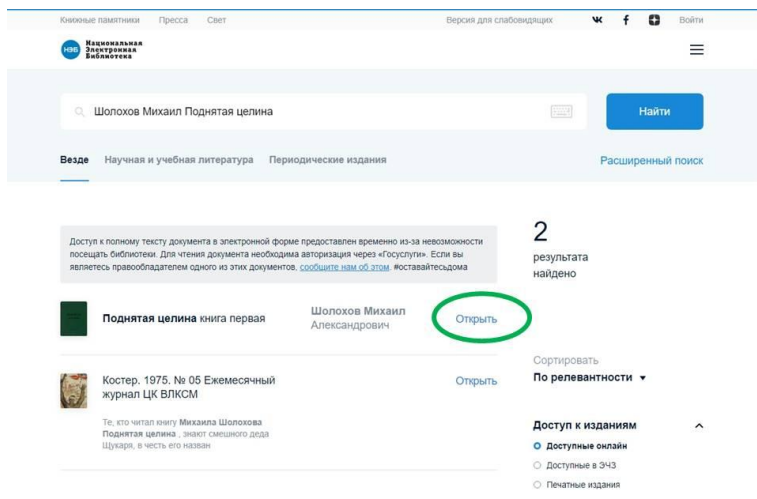 Книжные памятники Пресса Свет Версия для слабовидящих Войти
НЭБ Национальная
Электронная
Библиотека
Шолохов Михаил Поднятая целина Найти
Везде Научная и учебная литература Периодические издания Расширенный поиск
Доступ к полному тексту документа в электронной форме предоставлен временно из-за невозможности
посещать библиотеки. Для чтения документа необходима авторизация через «Госуслуги». Если вы
являетесь правообладателем одного из этих документов, сообщите нам об этом. #оставайтесьдома
2
результата
найдено
Поднятая целина книга первая Шолохов Михаил
Александрович Открыть
Костер. 1975. № 05 Ежемесячный
журнал ЦК ВЛКСМ Открыть
Те, кто читал книгу Михаила Шолохова
Поднятая целина , знают смешного деда
Щукаря, в честь его назван
Сортировать
По релевантности
Доступ к изданиям
Доступные онлайн
Доступные в ЭЧЗ
Печатные издания